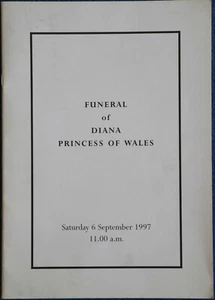 FUNERAL
of
DIANA
PRINCESS OF WALES
Saturday 6 September 1997
11.00 a.m.